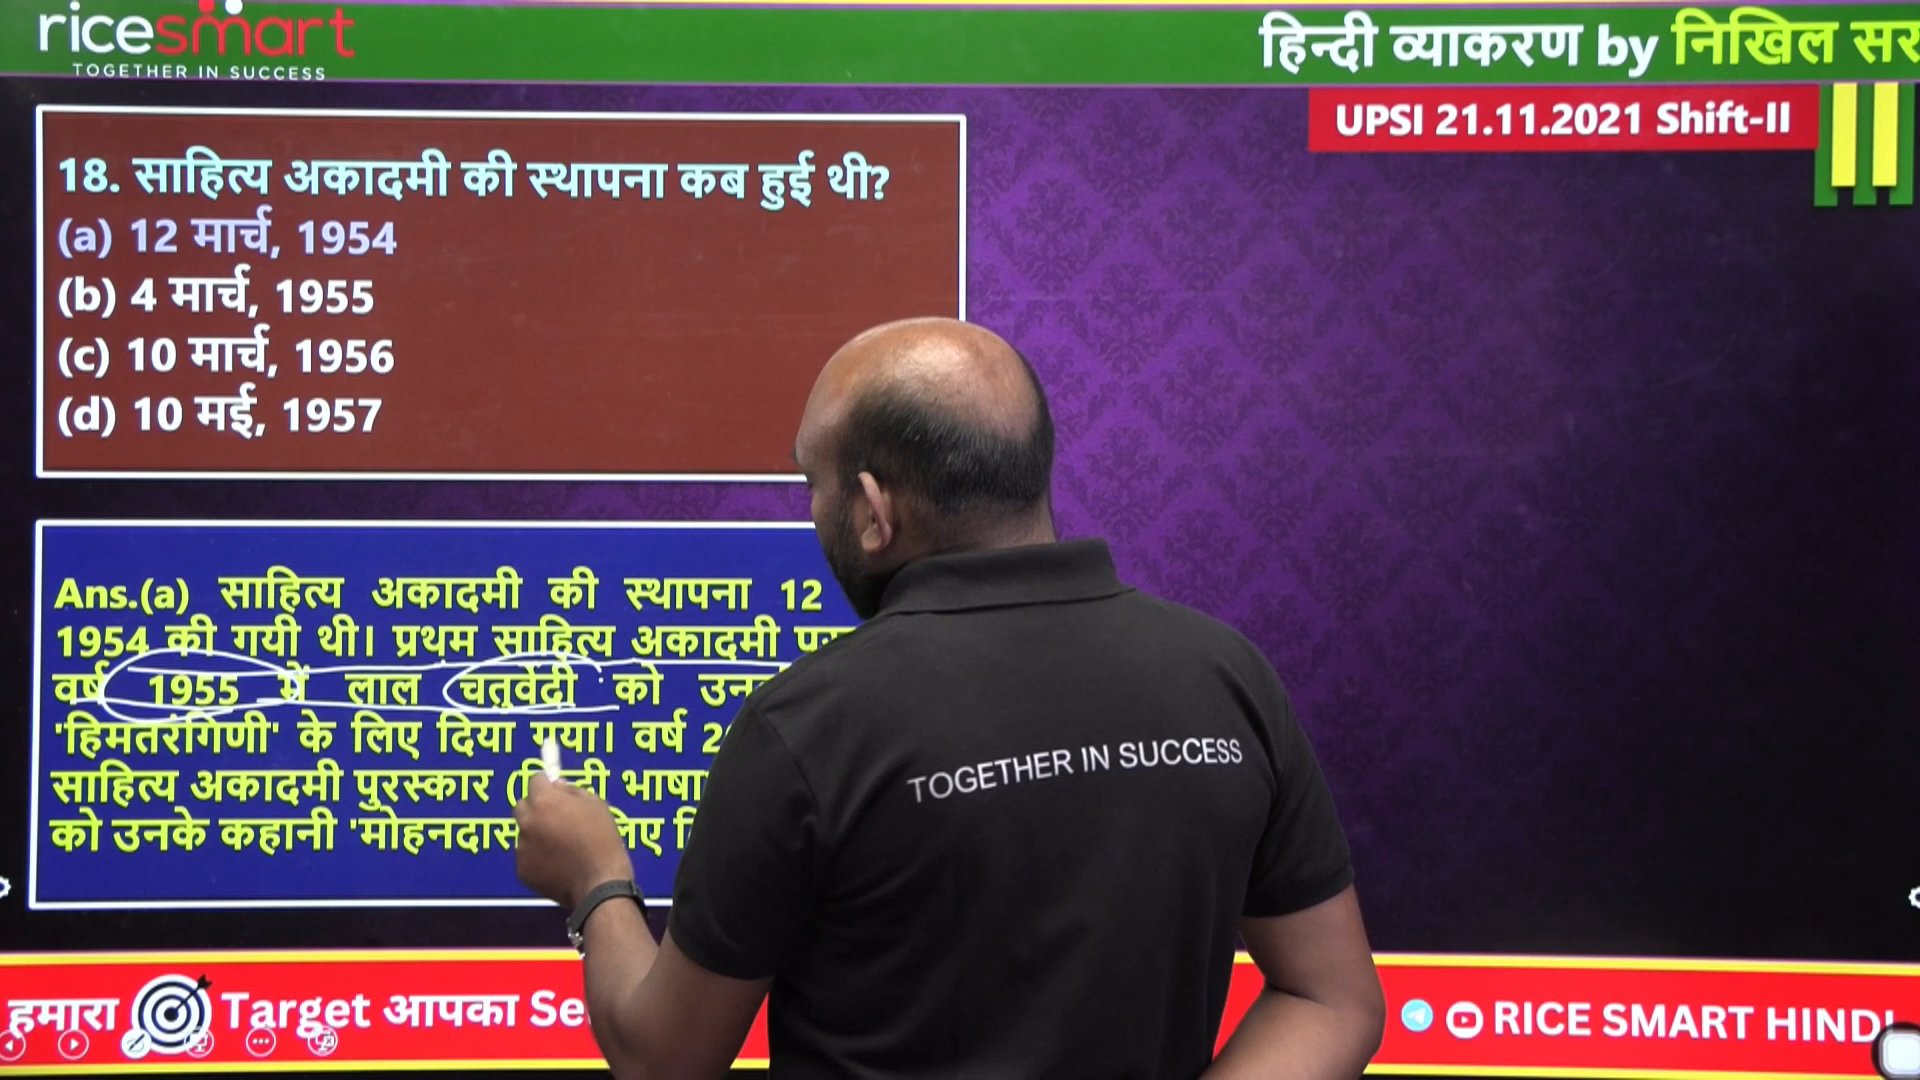 ricesmart
TOGETHER IN SUCCESS
हिन्दी व्याकरण by निखिल सर
UPSI 21.11.2021 Shift-II
18. साहित्य अकादमी की स्थापना कब हुई थी?
(a) 12 मार्च, 1954
(b) 4 मार्च, 1955
(c) 10 मार्च, 1956
(d) 10 मई, 1957
Ans.(a) साहित्य अकादमी की स्थापना 12
1954 की गयी थी। प्रथम साहित्य अकादमी
वर्ष 1955 में लाल चतुर्वेदी को
'हिमतरंगिणी' के लिए दिया गया। वर्ष
साहित्य अकादमी पुरस्कार
को उनके कहानी 'मोहनदास
TOGETHER IN SUCCESS
हमारा Target आपका
RICE SMART HINDI